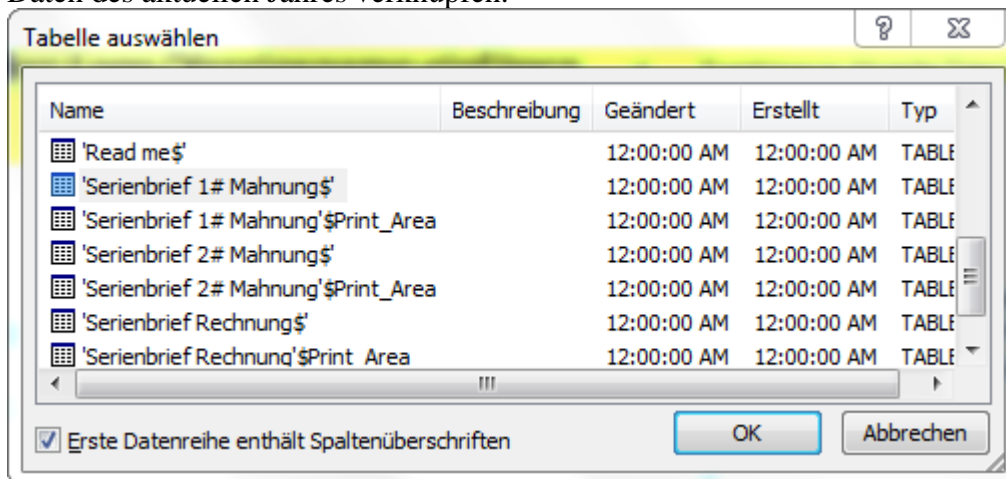 Tabelle auswählen
Name Beschreibung Geändert Erstellt Typ
'Read me$' 12:00:00 AM 12:00:00 AM TABLE
'Serienbrief 1# Mahnung$' 12:00:00 AM 12:00:00 AM TABLE
'Serienbrief 1# Mahnung'$Print_Area 12:00:00 AM 12:00:00 AM TABLE
'Serienbrief 2# Mahnung$' 12:00:00 AM 12:00:00 AM TABLE
'Serienbrief 2# Mahnung'$Print_Area 12:00:00 AM 12:00:00 AM TABLE
'Serienbrief Rechnung$' 12:00:00 AM 12:00:00 AM TABLE
'Serienbrief Rechnung'$Print_Area 12:00:00 AM 12:00:00 AM TABLE
Erste Datenreihe enthält Spaltenüberschriften OK Abbrechen